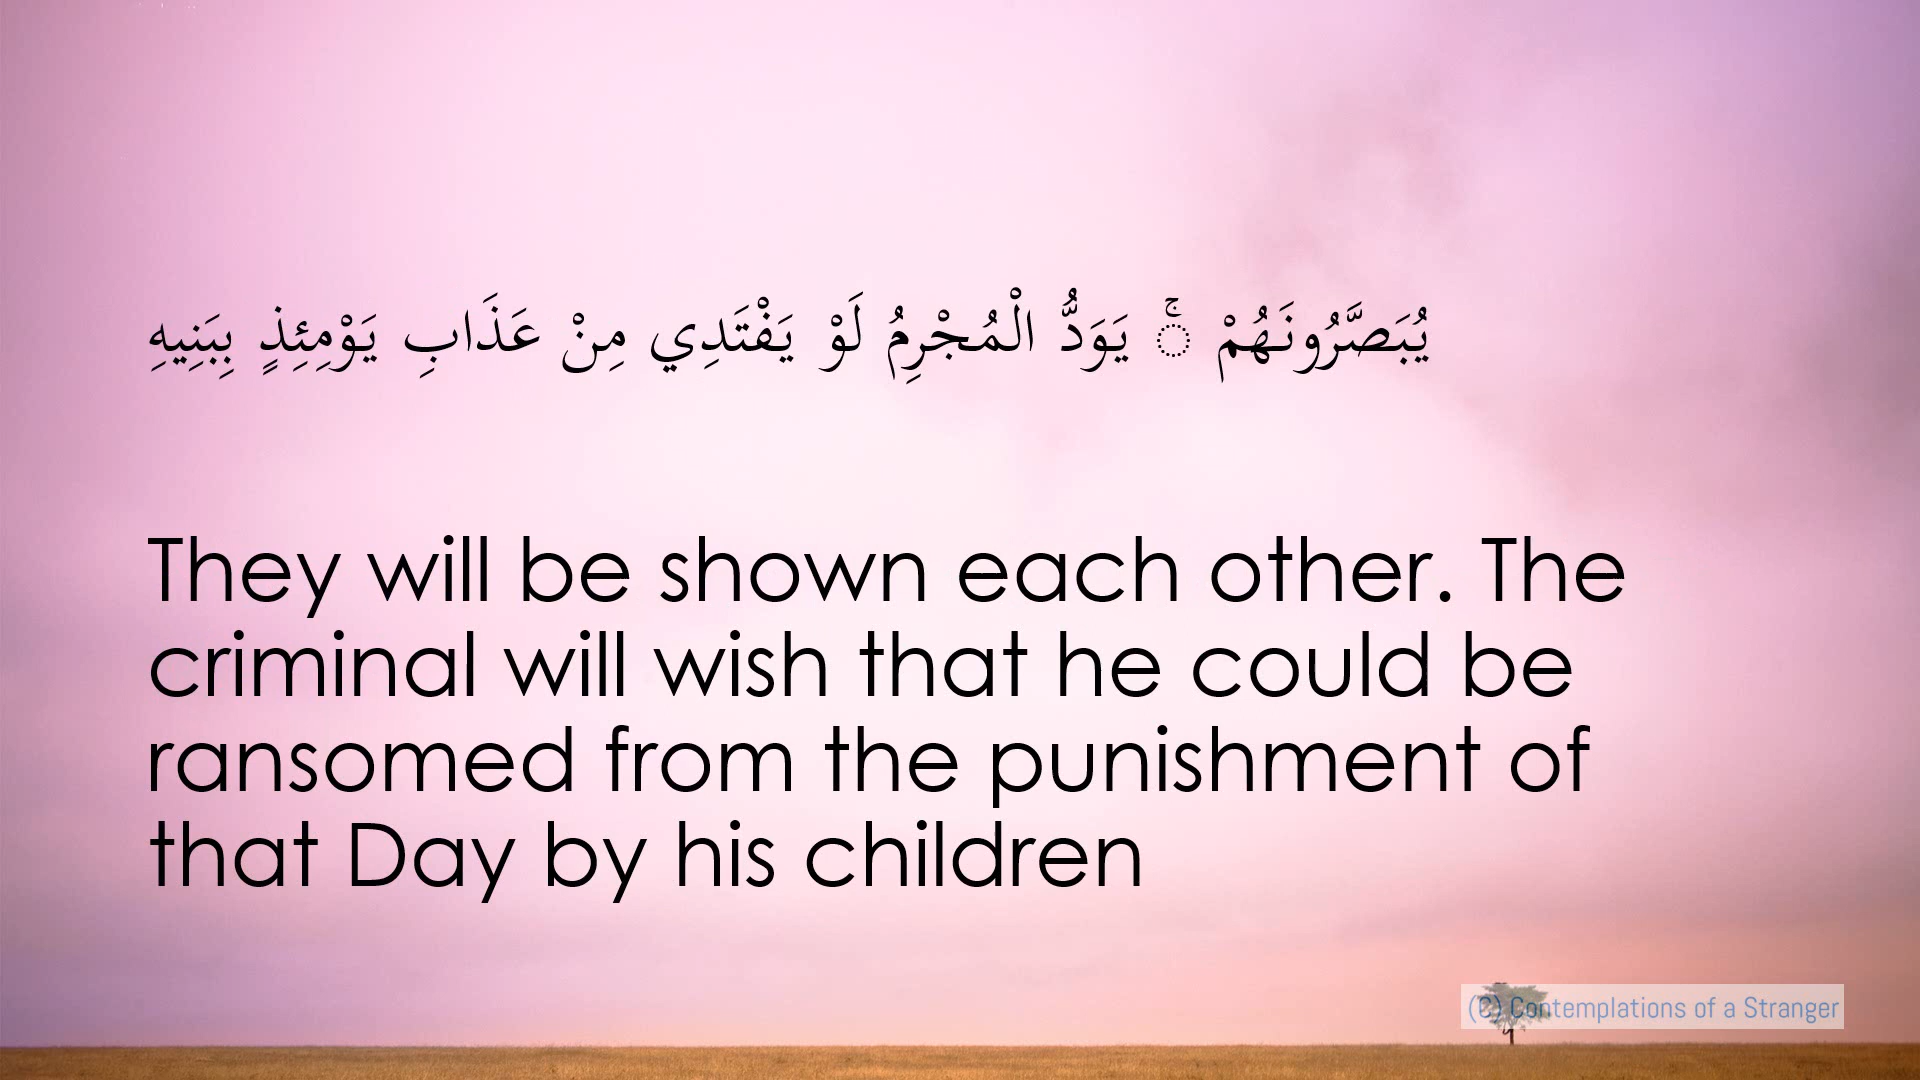 يُبَصَّرُونَهُمْ ۚ يَوَدُّ الْمُجْرِمُ لَوْ يَفْتَدِي مِنْ عَذَابِ يَوْمِئِذٍ بِبَنِيهِ
They will be shown each other. The
criminal will wish that he could be
ransomed from the punishment of
that Day by his children
(C) Contemplations of a Stranger